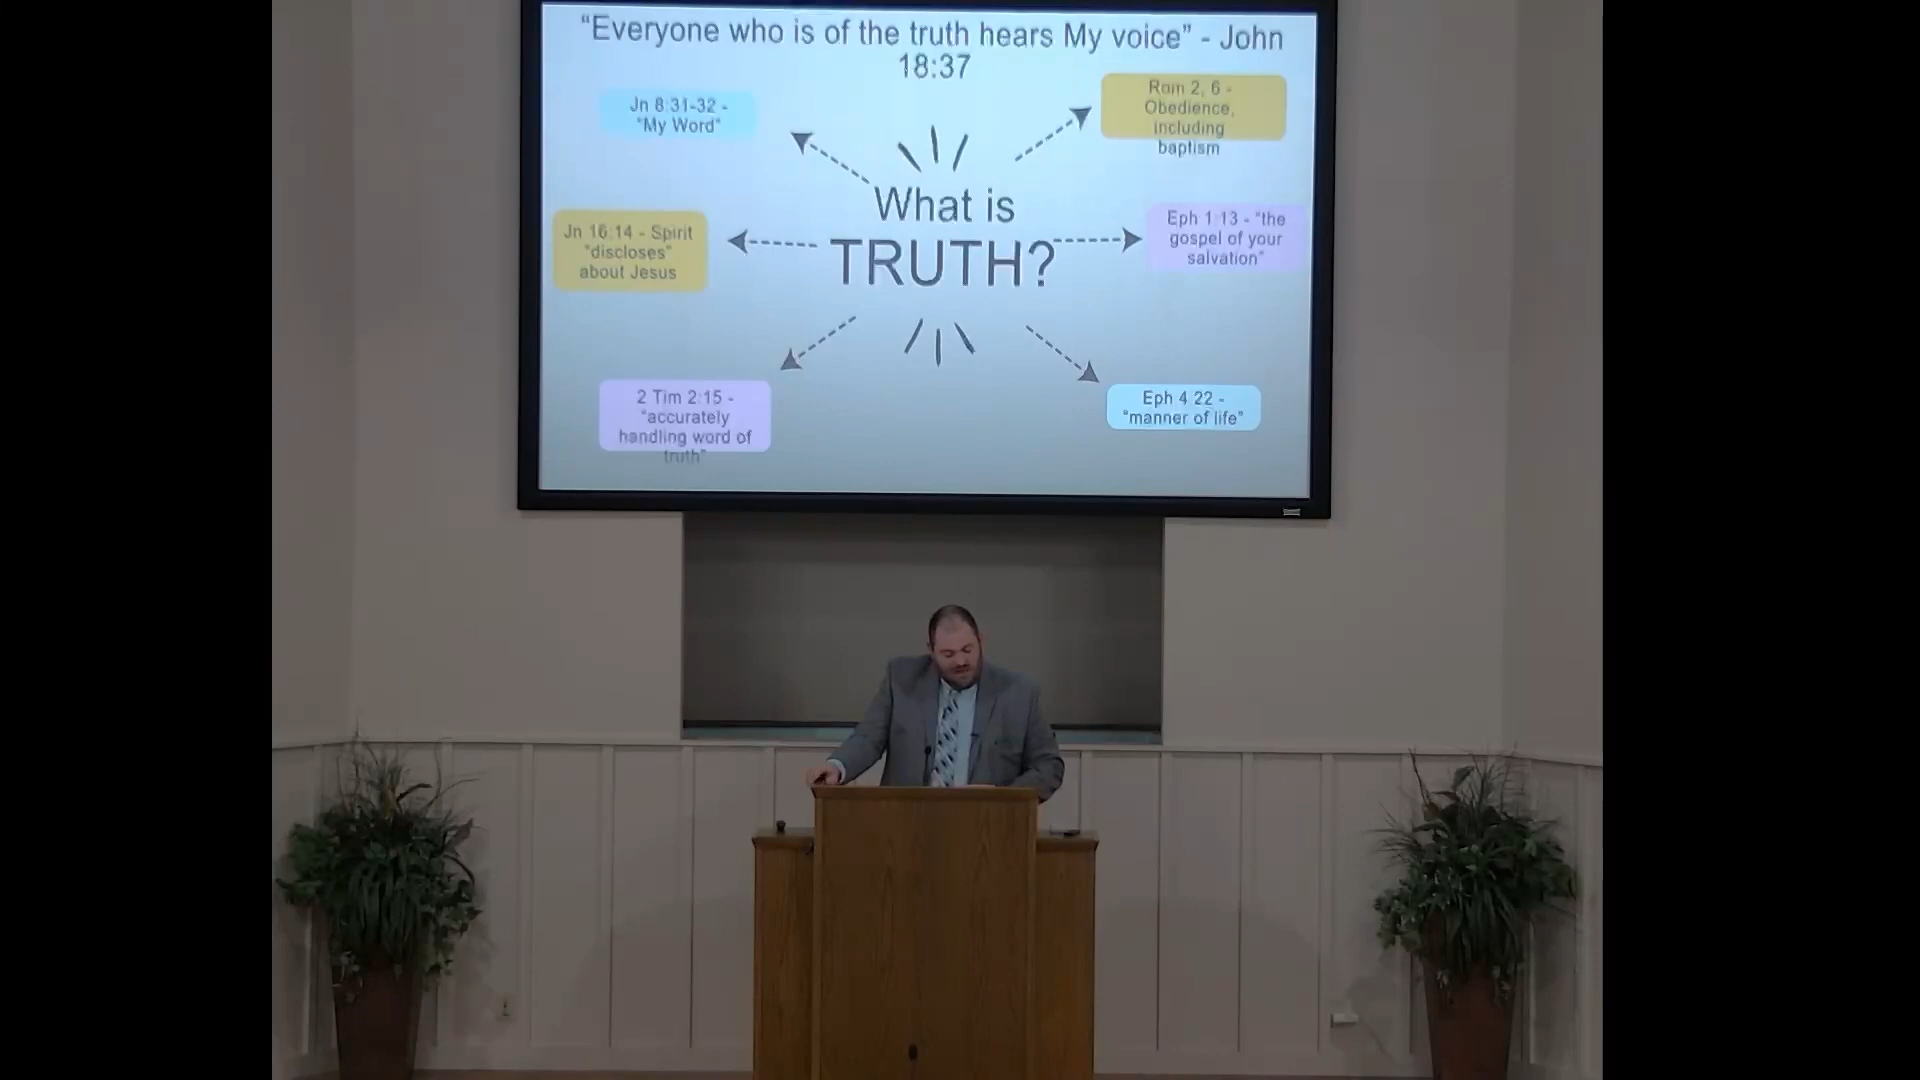 “Everyone who is of the truth hears My voice” - John
18:37
Jn 8:31-32 -
"My Word"
Rom 2, 6 -
Obedience,
including
baptism
What is
TRUTH?
Jn 16:14 - Spirit
"discloses"
about Jesus
Eph 1:13 - "the
gospel of your
salvation"
2 Tim 2:15 -
"accurately
handling word of
truth"
Eph 4:22 -
"manner of life"